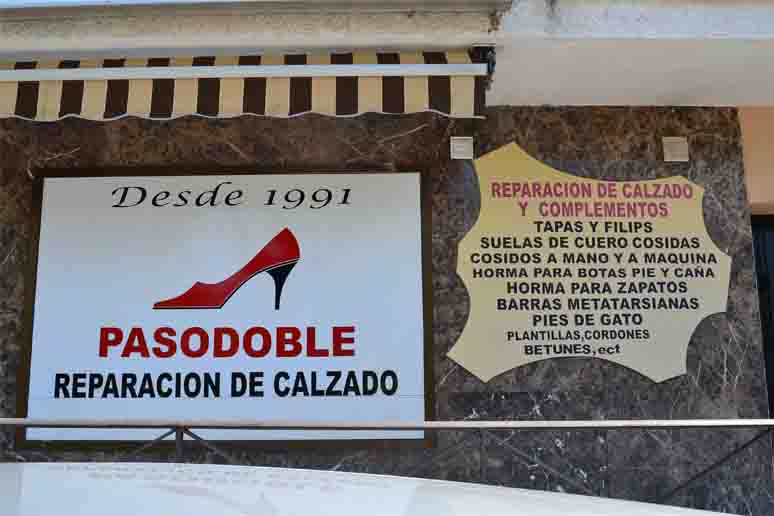 Desde 1991
PASODOBLE
REPARACION DE CALZADO
REPARACION DE CALZADO
Y COMPLEMENTOS
TAPAS Y FILIPS
SUELAS DE CUERO COSIDAS
COSIDOS A MANO Y A MAQUINA
HORMA PARA BOTAS PIE Y CAÑA
HORMA PARA ZAPATOS
BARRAS METATARSIANAS
PIES DE GATO
PLANTILLAS,CORDONES
BETUNES,ect